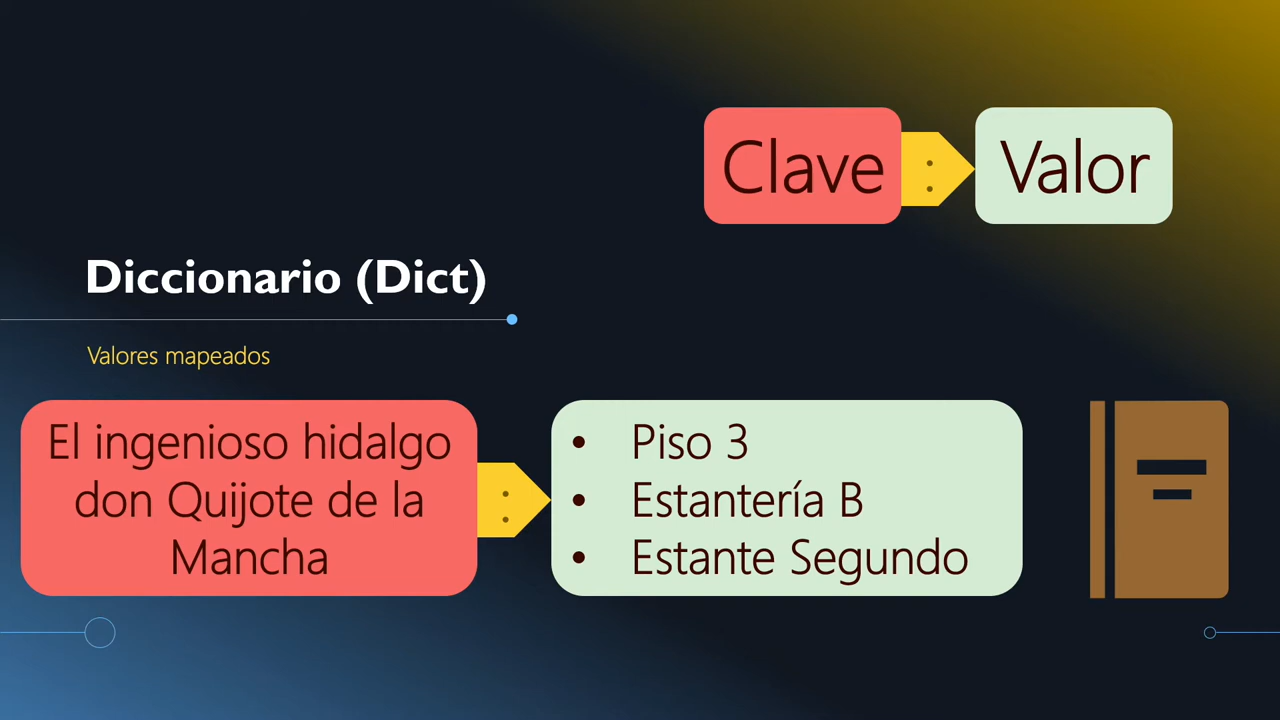 Clave : Valor
Diccionario (Dict)
Valores mapeados
El ingenioso hidalgo
don Quijote de la
Mancha
:
• Piso 3
• Estantería B
• Estante Segundo